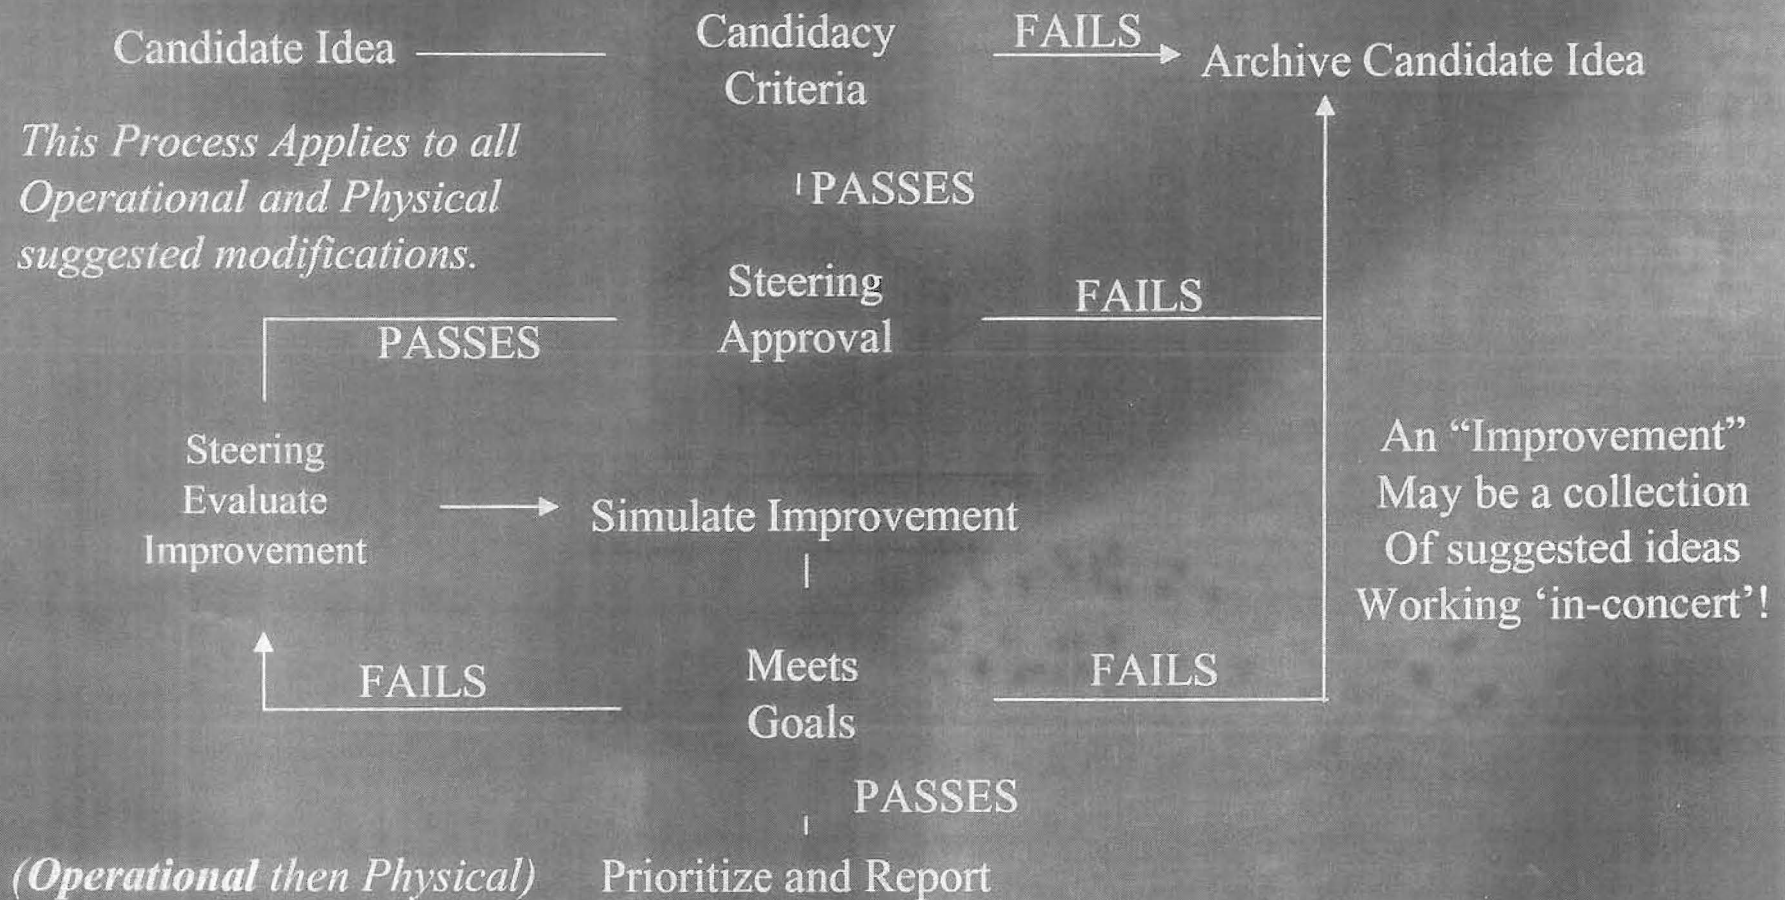 Candidate Idea
Candidacy
Criteria
FAILS
Archive Candidate Idea
This Process Applies to all
Operational and Physical
suggested modifications.
PASSES
Steering
Approval
PASSES
FAILS
Steering
Evaluate
Improvement
Simulate Improvement
An “Improvement”
May be a collection
Of suggested ideas
Working ‘in-concert’!
FAILS
Meets
Goals
FAILS
PASSES
(Operational then Physical)
Prioritize and Report